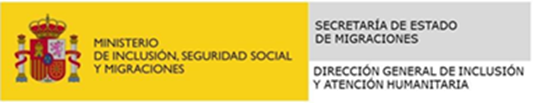 MINISTERIO
DE INCLUSIÓN, SEGURIDAD SOCIAL
Y MIGRACIONES
SECRETARÍA DE ESTADO
DE MIGRACIONES
DIRECCIÓN GENERAL DE INCLUSIÓN
Y ATENCIÓN HUMANITARIA